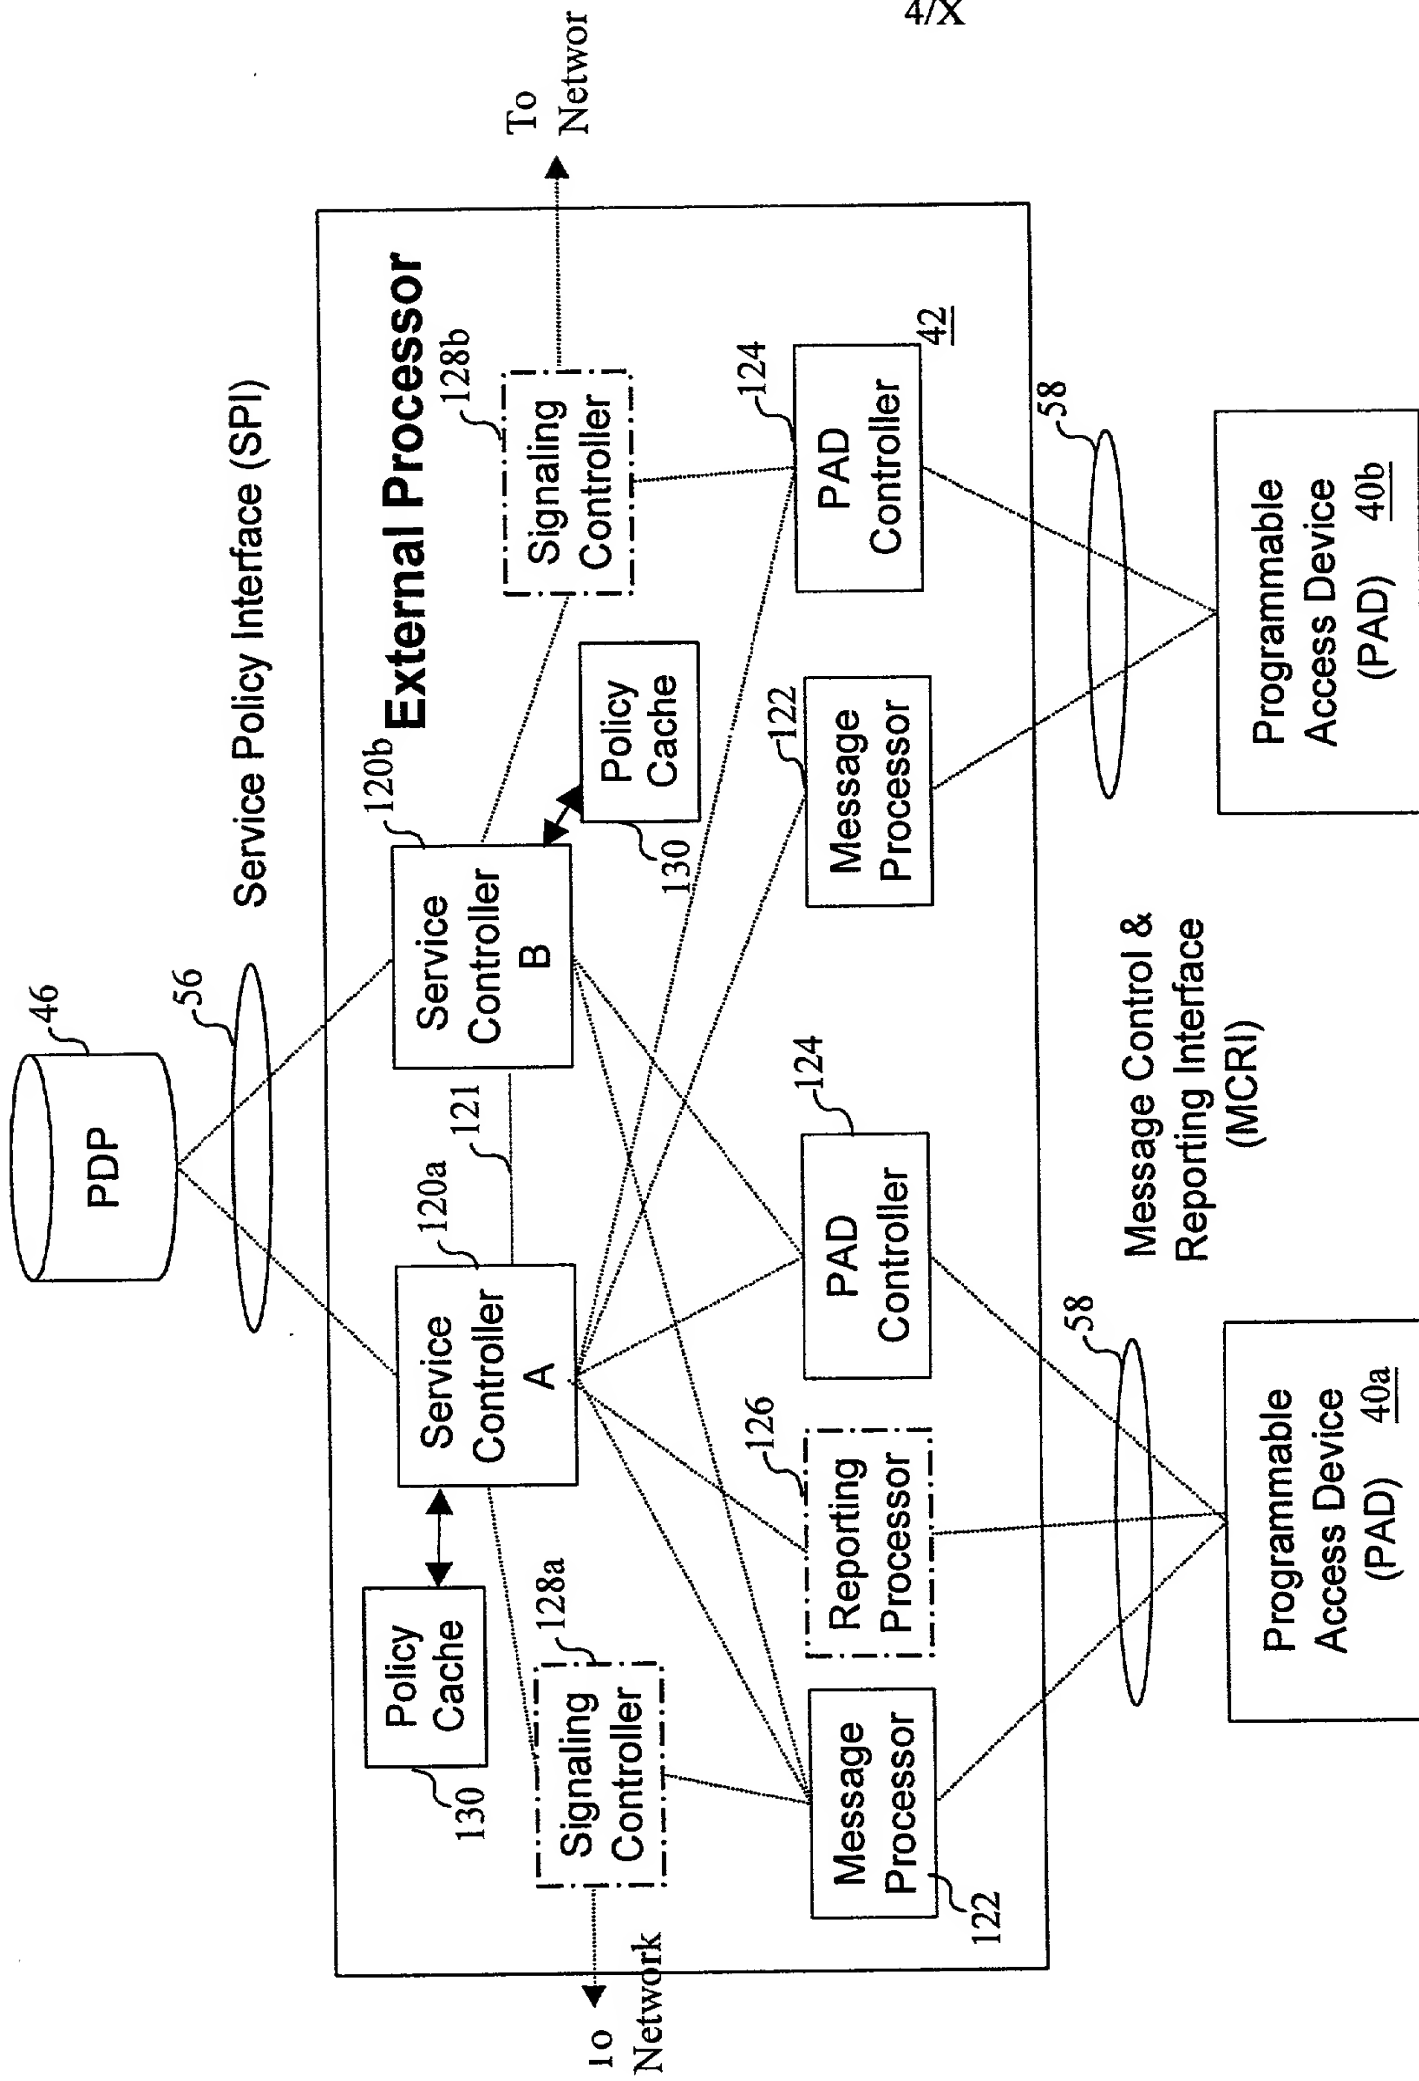 4/X
PDP
46
56
Service Policy Interface (SPI)
External Processor
42
Policy
Cache
130
Service
Controller
A
120a
121
Service
Controller
B
120b
Policy
Cache
130
Signaling
Controller
128a
Signaling
Controller
128b
To
Network
To
Networ
Message
Processor
122
Reporting
Processor
126
PAD
Controller
124
Message
Processor
122
PAD
Controller
124
58
Message Control &
Reporting Interface
(MCRI)
58
Programmable
Access Device
(PAD) 40a
Programmable
Access Device
(PAD) 40b